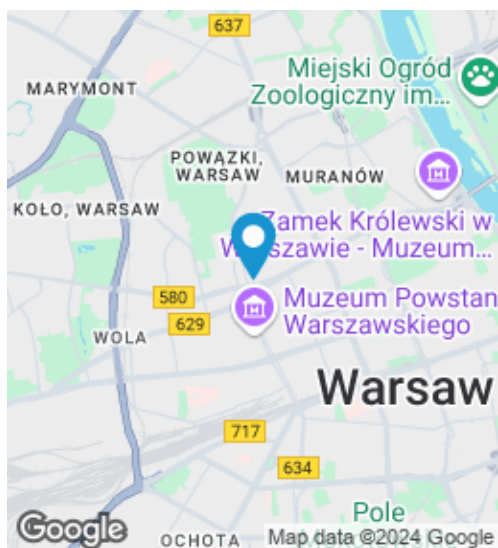 637
Miejski Ogród
Zoologiczny im...
MARYMONT
POWĄZKI,
WARSAW
MURANÓW
KOŁO, WARSAW
Zamek Królewski w
W szawie - Muzeum...
580
629
Muzeum Powstan
Warszawskiego
WOLA
Warsaw
717
634
Pole
Google
OCHOTA
Map data ©2024 Google